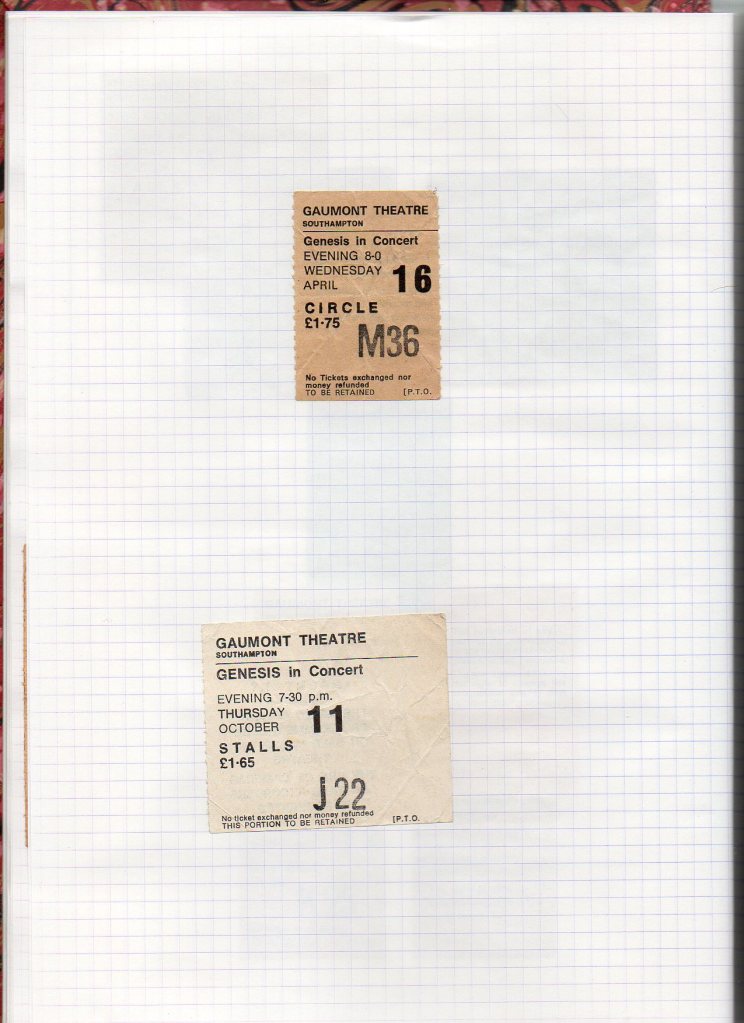 GAUMONT THEATRE
SOUTHAMPTON
Genesis in Concert
EVENING 8-0
WEDNESDAY
APRIL 16
CIRCLE
£1·75
M36
No Tickets exchanged nor
money refunded
TO BE RETAINED [P.T.O.
GAUMONT THEATRE
SOUTHAMPTON
GENESIS in Concert
EVENING 7-30 p.m.
THURSDAY
OCTOBER 11
STALLS
£1·65
J 22
No ticket exchanged nor money refunded
THIS PORTION TO BE RETAINED [P.T.O.